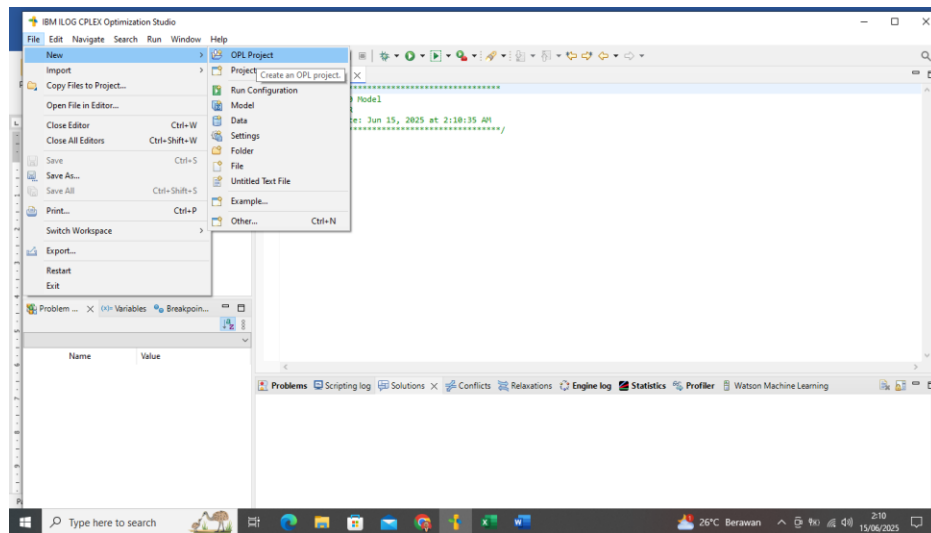 IBM ILOG CPLEX Optimization Studio
File Edit Navigate Search Run Window Help
New
Import
Copy Files to Project...
Open File in Editor...
Close Editor Ctrl+W
Close All Editors Ctrl+Shift+W
Save Ctrl+S
Save As...
Save All Ctrl+Shift+S
Print... Ctrl+P
Switch Workspace
Export...
Restart
Exit
OPL Project
Project
Create an OPL project.
Run Configuration
Model
Data
Settings
Folder
File
Untitled Text File
Example...
Other... Ctrl+N
**********************************
Model
te: Jun 15, 2025 at 2:10:35 AM
**********************************/
Problem ... (x)= Variables Breakpoin...
Name Value
Problems Scripting log Solutions Conflicts Relaxations Engine log Statistics Profiler Watson Machine Learning
Type here to search
26°C Berawan
2:10
15/06/2025